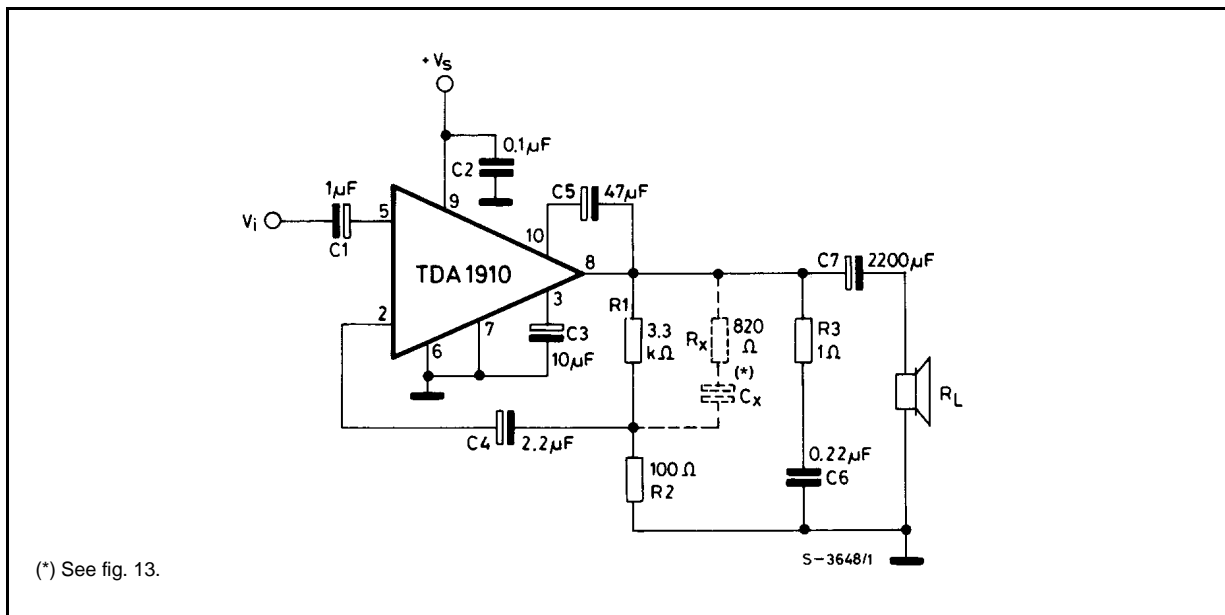 + Vs
0.1µF
C2
1µF
Vi
C1
5
9
C5
47µF
10
TDA1910
8
C7
2200µF
2
3
7
6
C3
10µF
R1
3.3
kΩ
Rx
820
Ω
(*)
Cx
R3
1Ω
RL
C4
2.2µF
100Ω
R2
0.22µF
C6
S-3648/1
(*) See fig. 13.